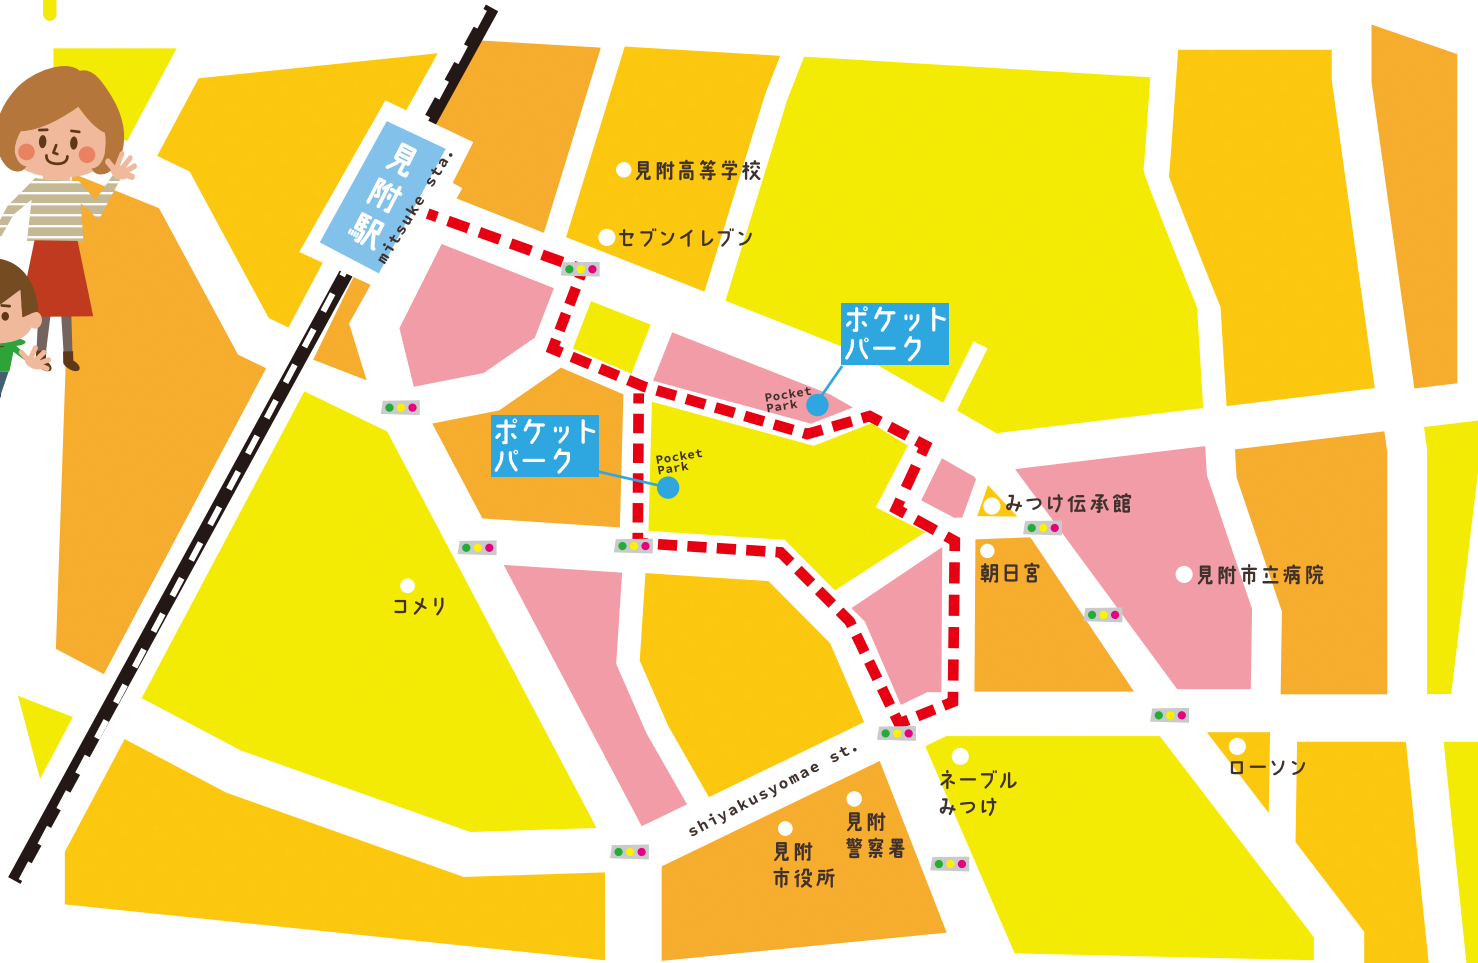 見附駅
mitsuke sta.
見附高等学校
セブンイレブン
ポケット
パーク
Pocket
Park
ポケット
パーク
Pocket
Park
みつけ伝承館
朝日宮
見附市立病院
コメリ
shiyakusyomae st.
ネーブル
みつけ
ローソン
見附
警察署
見附
市役所